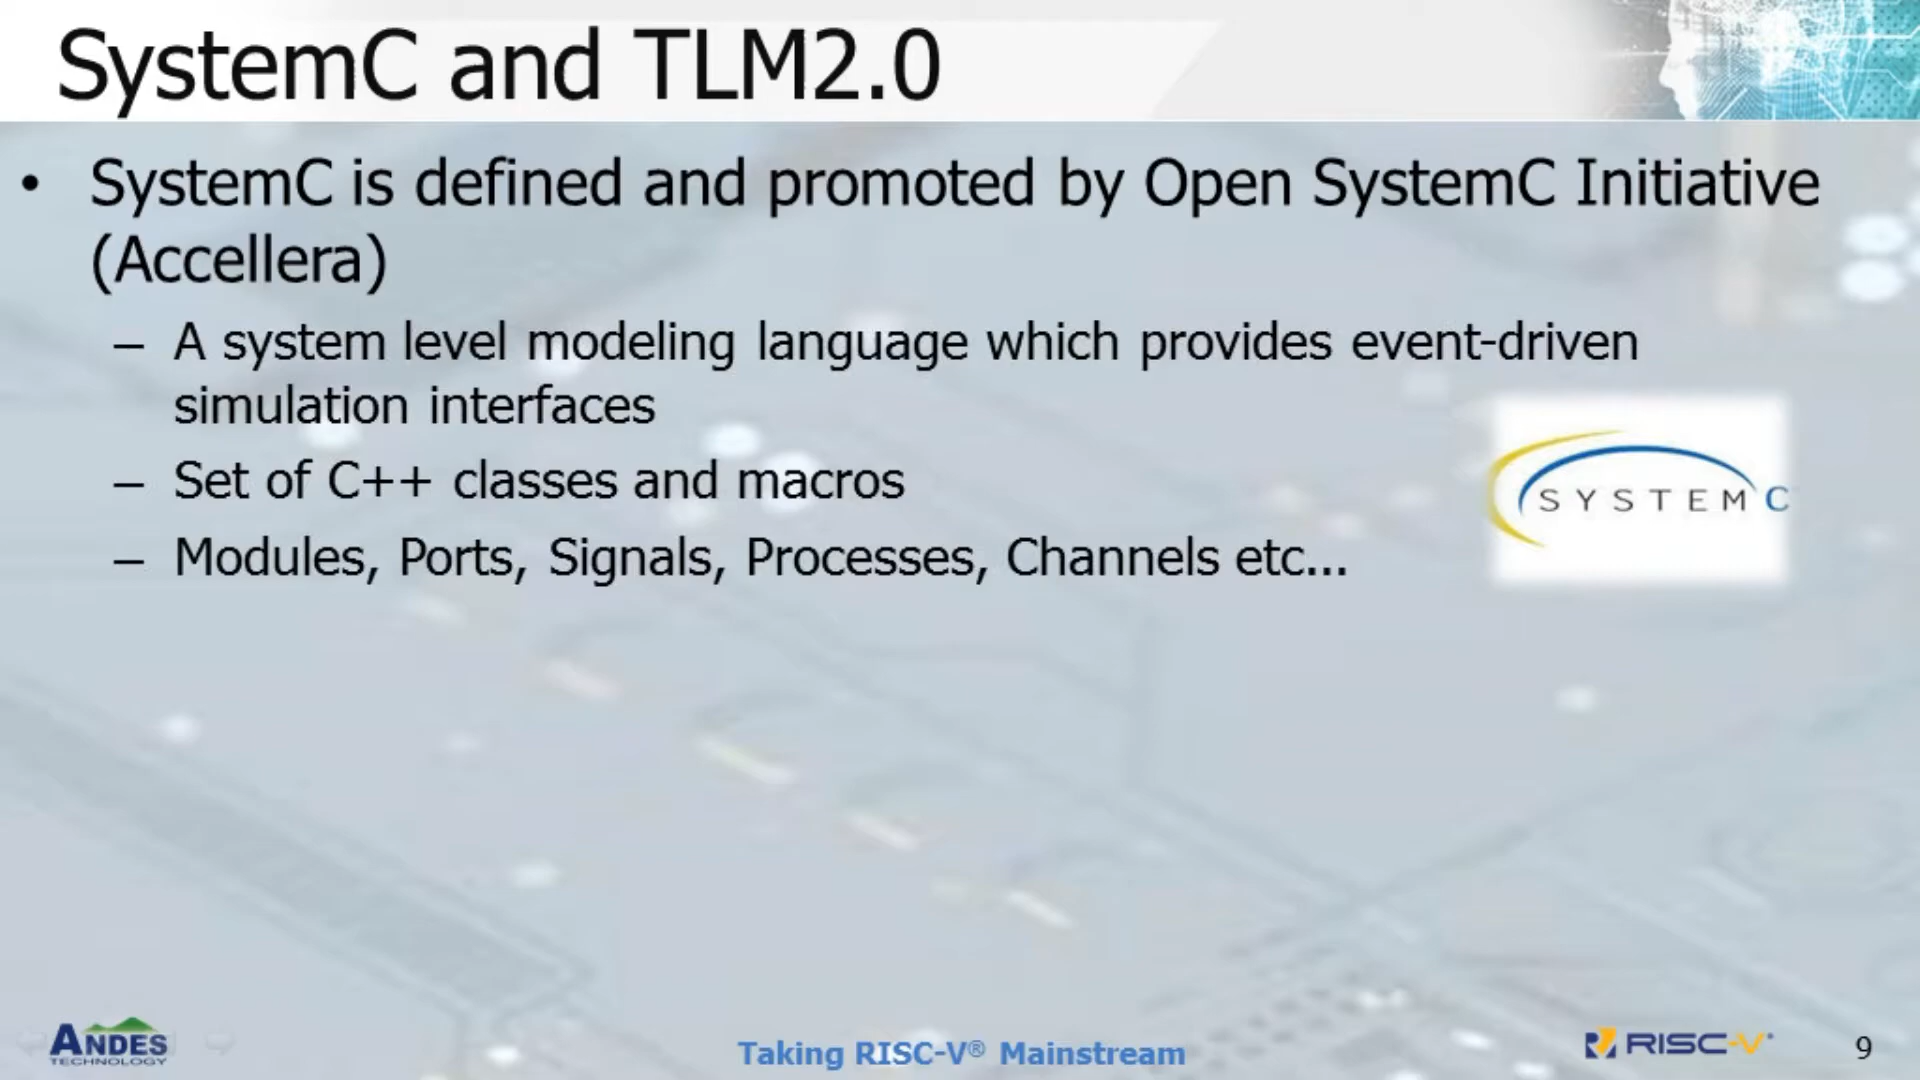 SystemC and TLM2.0
• SystemC is defined and promoted by Open SystemC Initiative
(Accellera)
– A system level modeling language which provides event-driven
simulation interfaces
– Set of C++ classes and macros
– Modules, Ports, Signals, Processes, Channels etc...
SYSTEMC
ANDES
TECHNOLOGY
Taking RISC-V® Mainstream
RISC-V
9